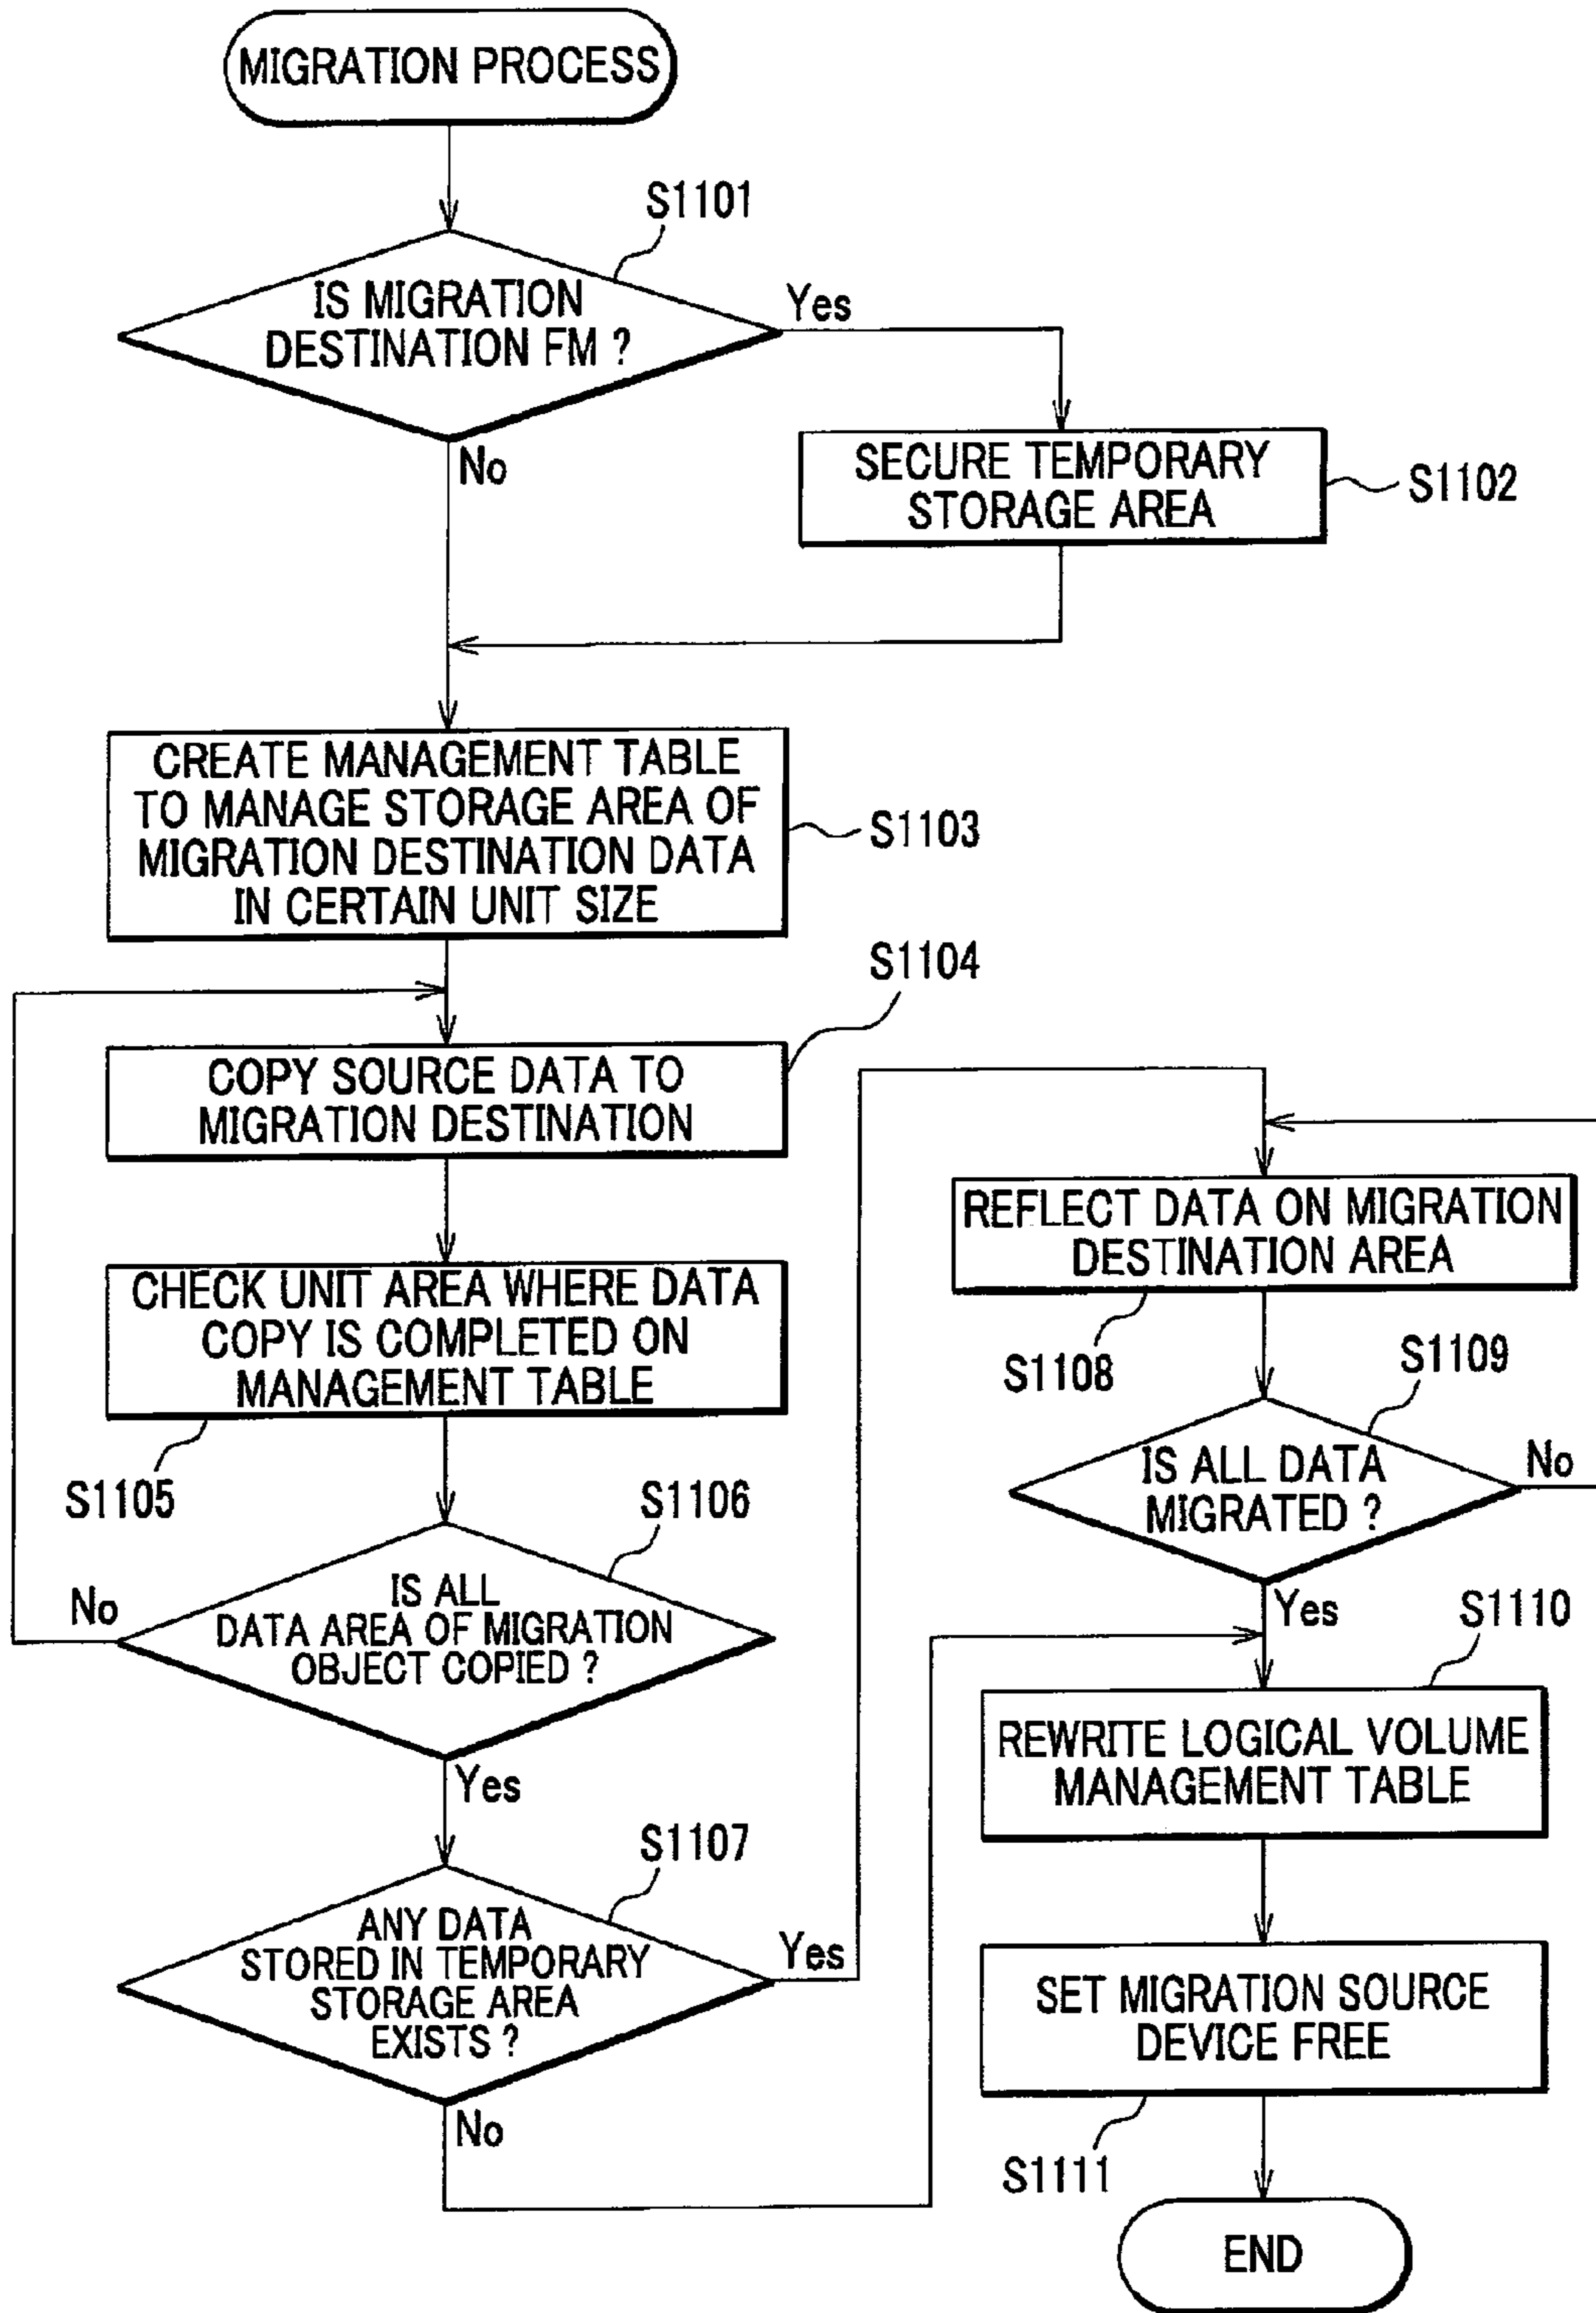 MIGRATION PROCESS
S1101
IS MIGRATION
DESTINATION FM ?
Yes
No
SECURE TEMPORARY
STORAGE AREA
S1102
CREATE MANAGEMENT TABLE
TO MANAGE STORAGE AREA OF
MIGRATION DESTINATION DATA
IN CERTAIN UNIT SIZE
S1103
S1104
COPY SOURCE DATA TO
MIGRATION DESTINATION
CHECK UNIT AREA WHERE DATA
COPY IS COMPLETED ON
MANAGEMENT TABLE
S1105
S1106
IS ALL
DATA AREA OF MIGRATION
OBJECT COPIED ?
No
Yes
S1107
ANY DATA
STORED IN TEMPORARY
STORAGE AREA
EXISTS ?
Yes
No
REFLECT DATA ON MIGRATION
DESTINATION AREA
S1108
S1109
IS ALL DATA
MIGRATED ?
No
Yes
S1110
REWRITE LOGICAL VOLUME
MANAGEMENT TABLE
SET MIGRATION SOURCE
DEVICE FREE
S1111
END